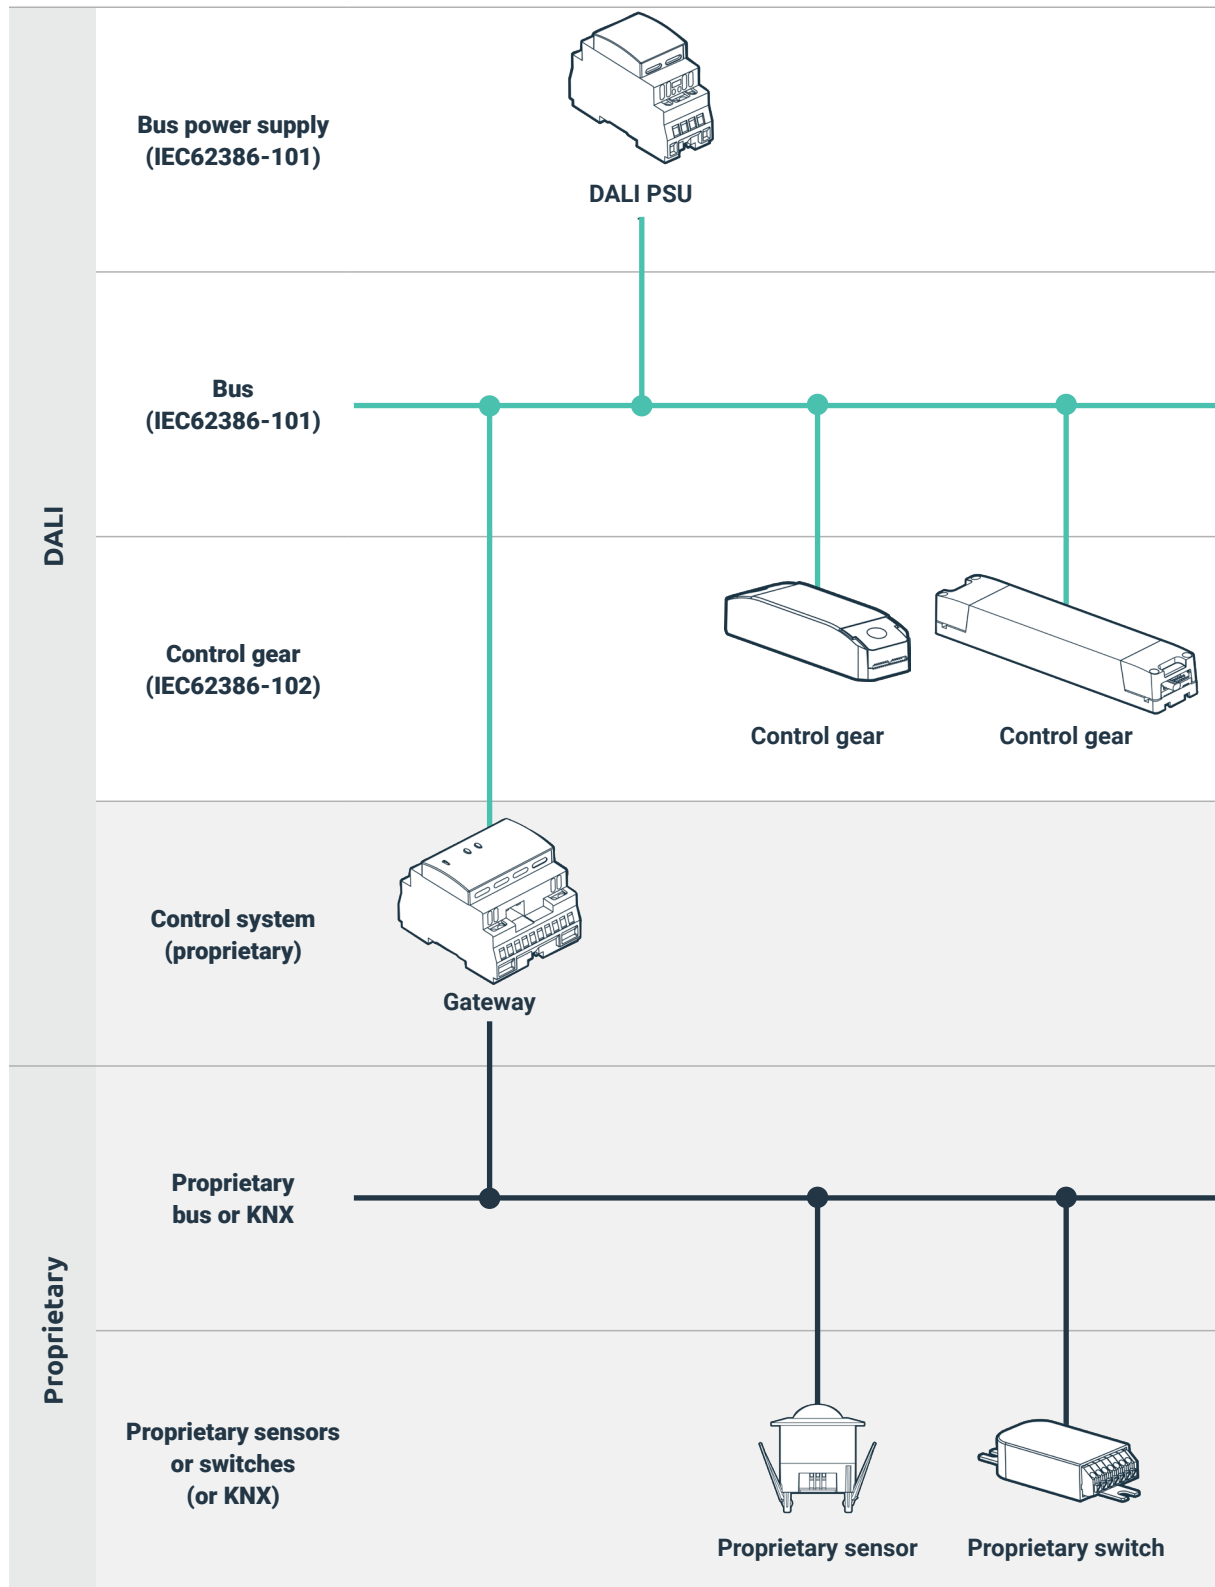 DALI
Bus power supply
(IEC62386-101)
DALI PSU
Bus
(IEC62386-101)
Control gear
(IEC62386-102)
Control gear
Control gear
Control system
(proprietary)
Gateway
Proprietary
Proprietary
bus or KNX
Proprietary sensors
or switches
(or KNX)
Proprietary sensor
Proprietary switch